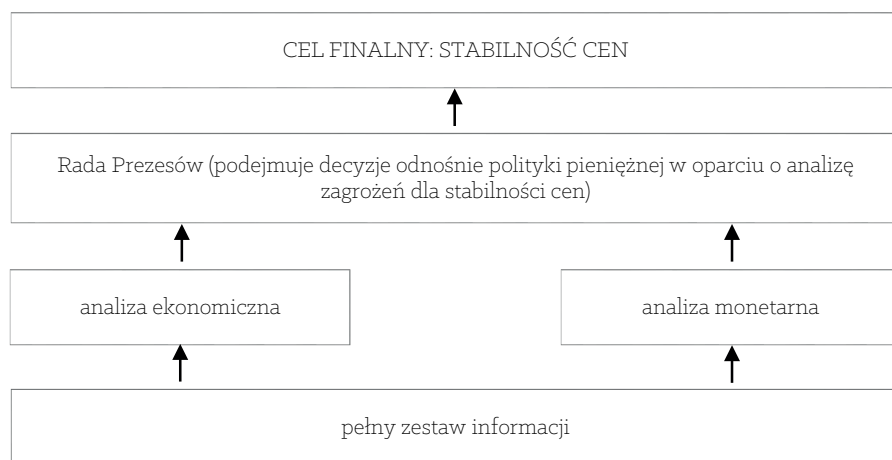 CEL FINALNY: STABILNOŚĆ CEN
Rada Prezesów (podejmuje decyzje odnośnie polityki pieniężnej w oparciu o analizę
zagrożeń dla stabilności cen)
analiza ekonomiczna
analiza monetarna
pełny zestaw informacji